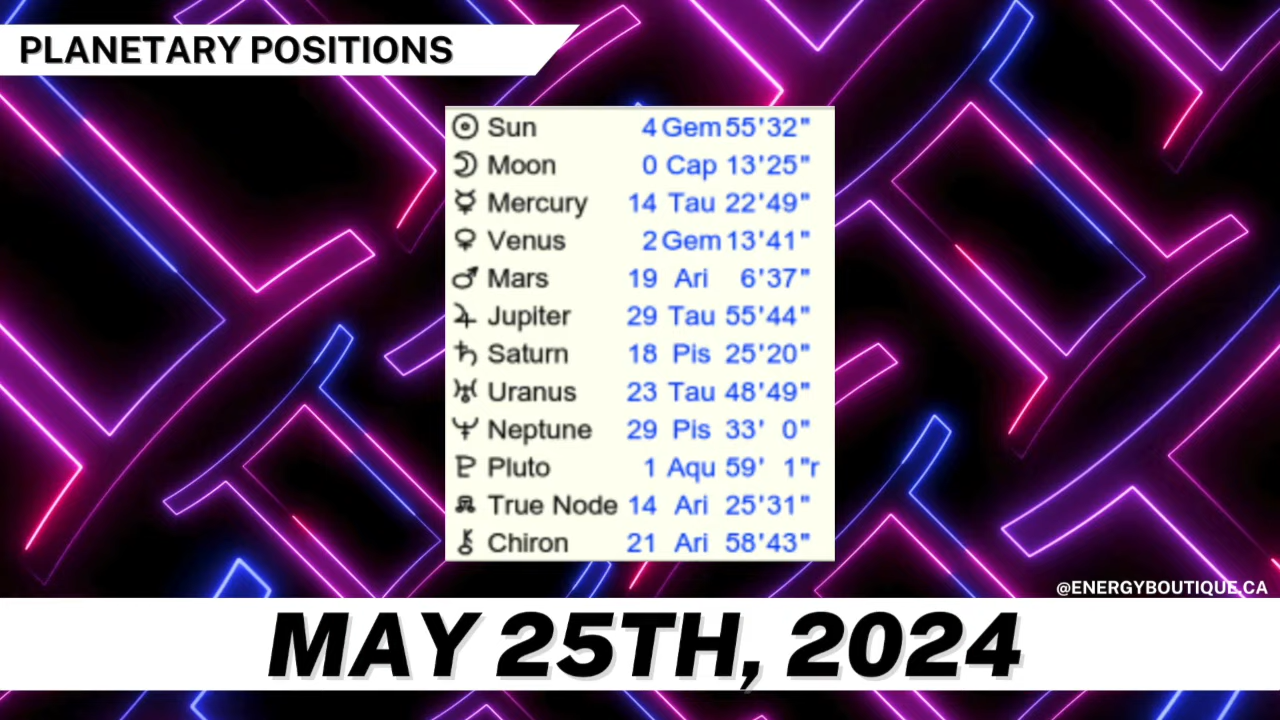 PLANETARY POSITIONS
☉ Sun 4 Gem 55'32"
☽ Moon 0 Cap 13'25"
☿ Mercury 14 Tau 22'49"
♀ Venus 2 Gem 13'41"
♂ Mars 19 Ari 6'37"
♃ Jupiter 29 Tau 55'44"
♄ Saturn 18 Pis 25'20"
♅ Uranus 23 Tau 48'49"
♆ Neptune 29 Pis 33' 0"
♇ Pluto 1 Aqu 59' 1"r
☊ True Node 14 Ari 25'31"
⚷ Chiron 21 Ari 58'43"
@ENERGYBOUTIQUE.CA
MAY 25TH, 2024